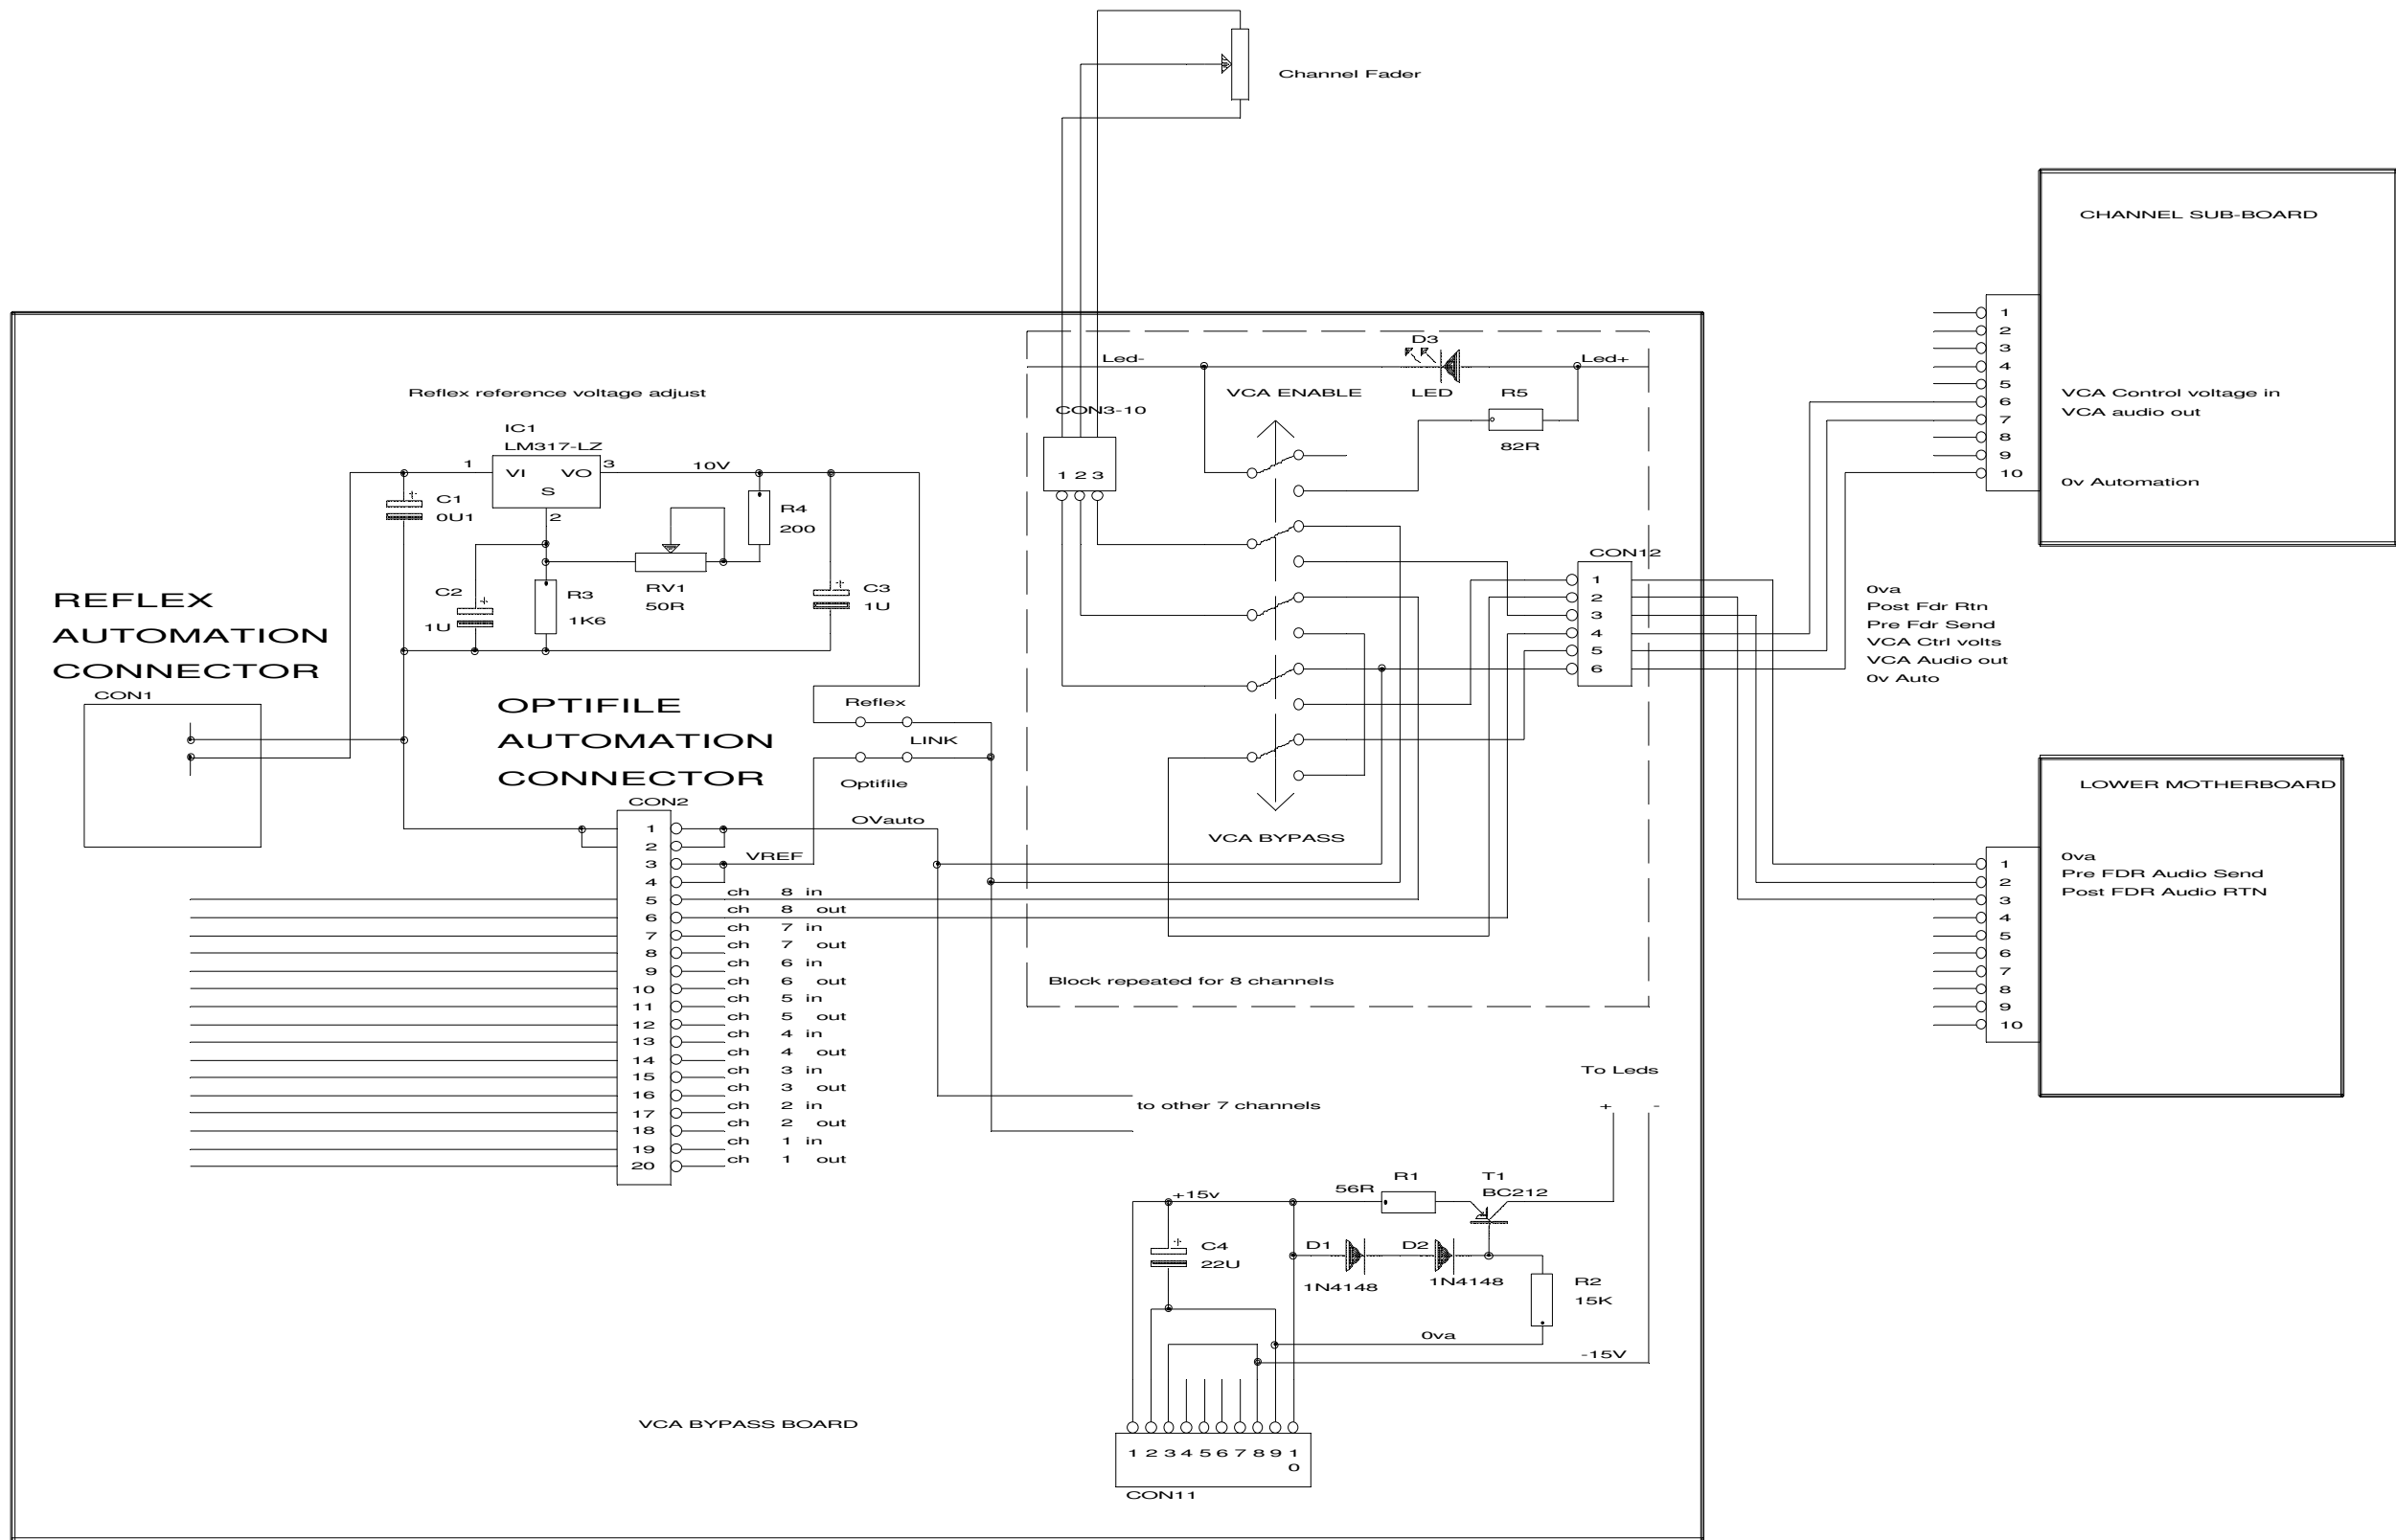 Channel Fader
CHANNEL SUB-BOARD
1
2
3
4
5
6
7
8
9
10
VCA Control voltage in
VCA audio out
0v Automation
Reflex reference voltage adjust
IC1
LM317-LZ
1
VI
VO
3
S
2
10V
C1
0U1
R4
200
C2
1U
R3
1K6
RV1
50R
C3
1U
REFLEX
AUTOMATION
CONNECTOR
CON1
OPTIFILE
AUTOMATION
CONNECTOR
Reflex
LINK
Optifile
CON2
OVauto
VREF
1
2
3
4
5 ch 8 in
6 ch 8 out
7 ch 7 in
8 ch 7 out
9 ch 6 in
10 ch 6 out
11 ch 5 in
12 ch 5 out
13 ch 4 in
14 ch 4 out
15 ch 3 in
16 ch 3 out
17 ch 2 in
18 ch 2 out
19 ch 1 in
20 ch 1 out
D3
Led-
Led+
VCA ENABLE
LED
R5
82R
CON3-10
1 2 3
CON12
1
2
3
4
5
6
0va
Post Fdr Rtn
Pre Fdr Send
VCA Ctrl volts
VCA Audio out
0v Auto
VCA BYPASS
Block repeated for 8 channels
LOWER MOTHERBOARD
1
2
3
4
5
6
7
8
9
10
0va
Pre FDR Audio Send
Post FDR Audio RTN
To Leds
+ -
to other 7 channels
+15v
56R
R1
T1
BC212
C4
22U
D1
1N4148
D2
1N4148
R2
15K
0va
-15V
1 2 3 4 5 6 7 8 9 10
CON11
VCA BYPASS BOARD